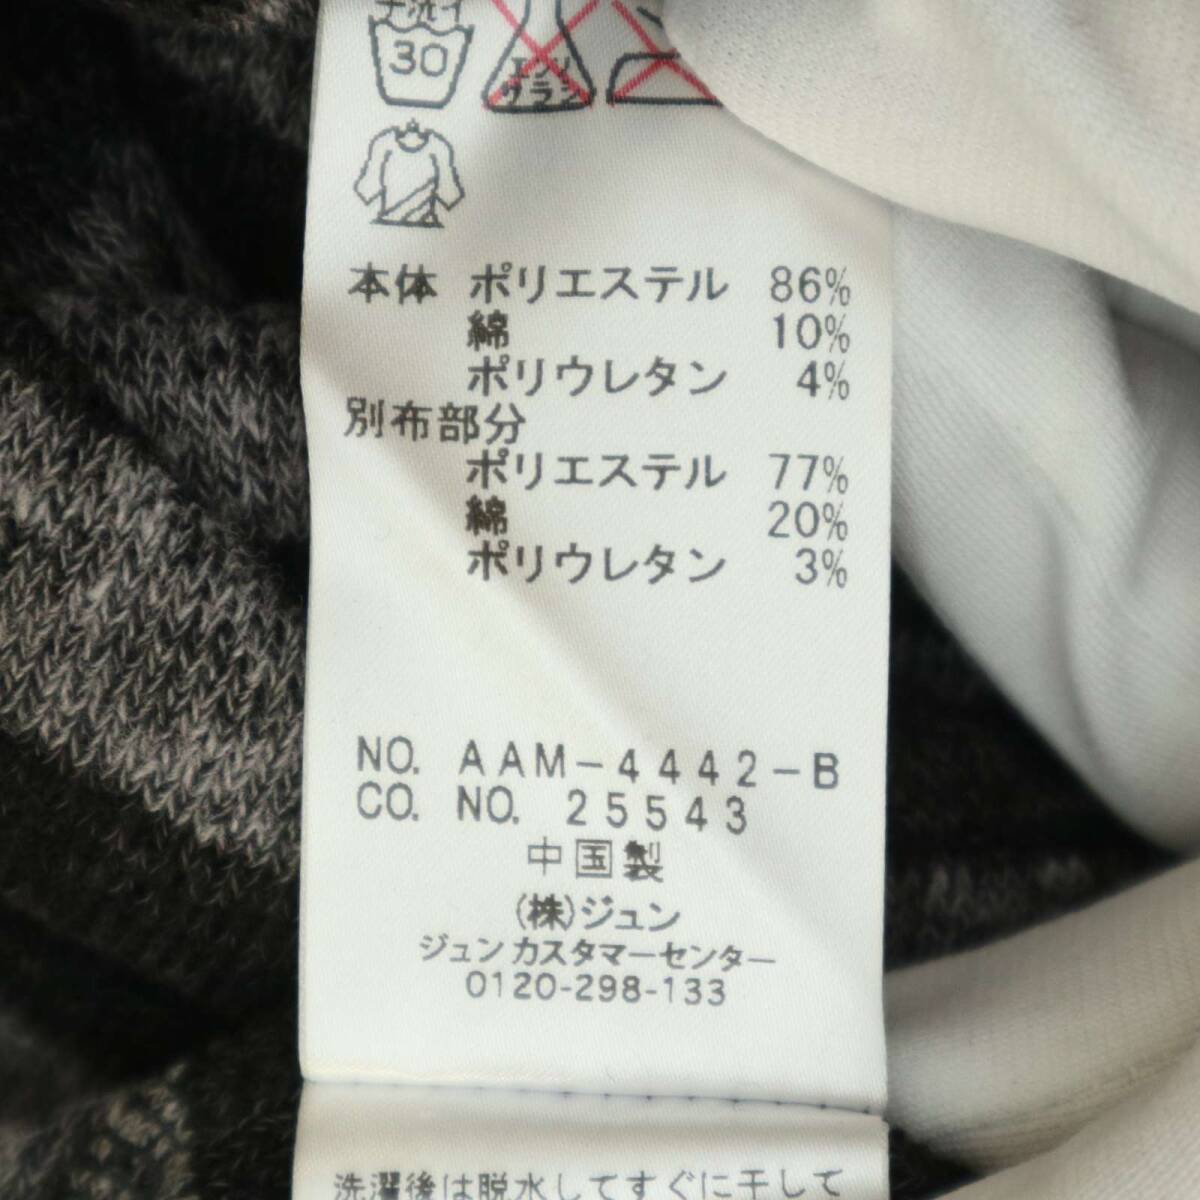 手洗イ
30
エンソ
サラシ
本体 ポリエステル 86%
綿 10%
ポリウレタン 4%
別布部分
ポリエステル 77%
綿 20%
ポリウレタン 3%
NO. AAM-4442-B
CO. NO. 25543
中国製
(株)ジュン
ジュンカスタマーセンター
0120-298-133
洗濯後は脱水してすぐに干して